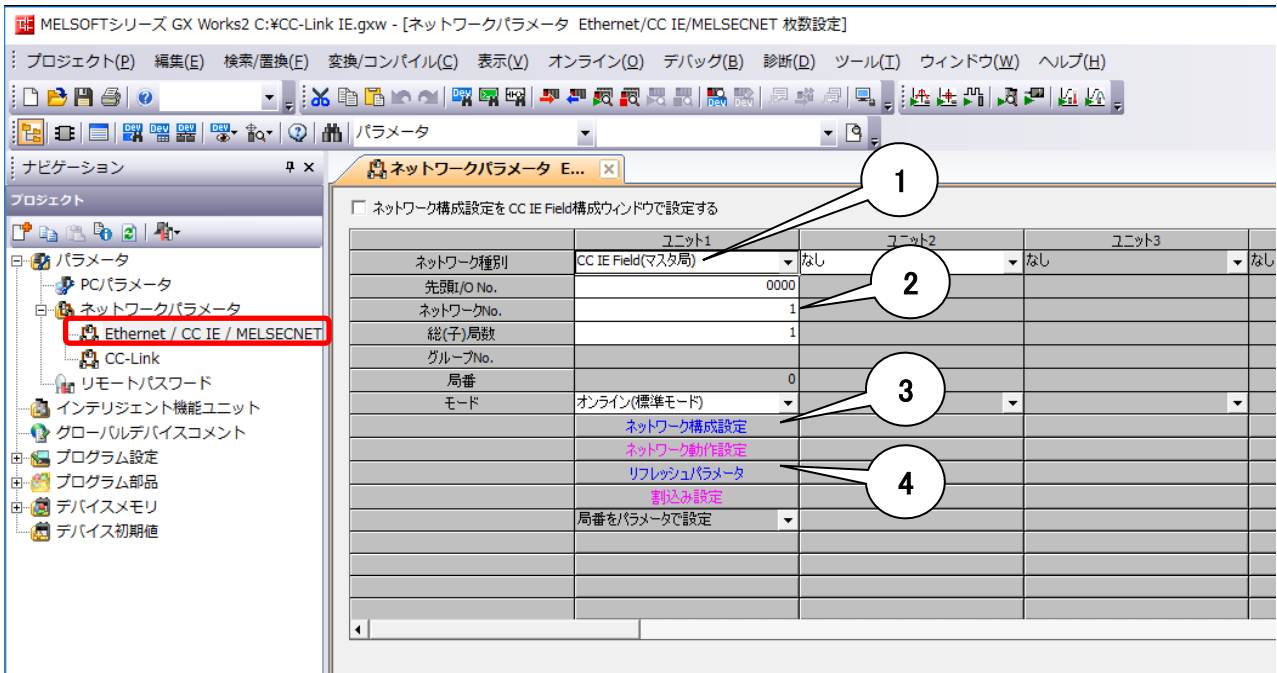 MELSOFTシリーズ GX Works2 C:¥CC-Link IE.gxw - [ネットワークパラメータ Ethernet/CC IE/MELSECNET 枚数設定]
プロジェクト(P) 編集(E) 検索/置換(F) 変換/コンパイル(C) 表示(V) オンライン(O) デバッグ(B) 診断(D) ツール(T) ウィンドウ(W) ヘルプ(H)
パラメータ
ナビゲーション
ネットワークパラメータ E...
プロジェクト
ネットワーク構成設定を CC IE Field構成ウィンドウで設定する
パラメータ
PCパラメータ
ネットワークパラメータ
Ethernet / CC IE / MELSECNET
CC-Link
リモートパスワード
インテリジェント機能ユニット
グローバルデバイスコメント
プログラム設定
プログラム部品
デバイスメモリ
デバイス初期値
ユニット1 ユニット2 ユニット3
ネットワーク種別 CC IE Field(マスタ局) なし なし なし
先頭I/O No. 0000
ネットワークNo. 1
総(子)局数 1
グループNo.
局番 0
モード オンライン(標準モード)
ネットワーク構成設定
ネットワーク動作設定
リフレッシュパラメータ
割込み設定
局番をパラメータで設定
1
2
3
4